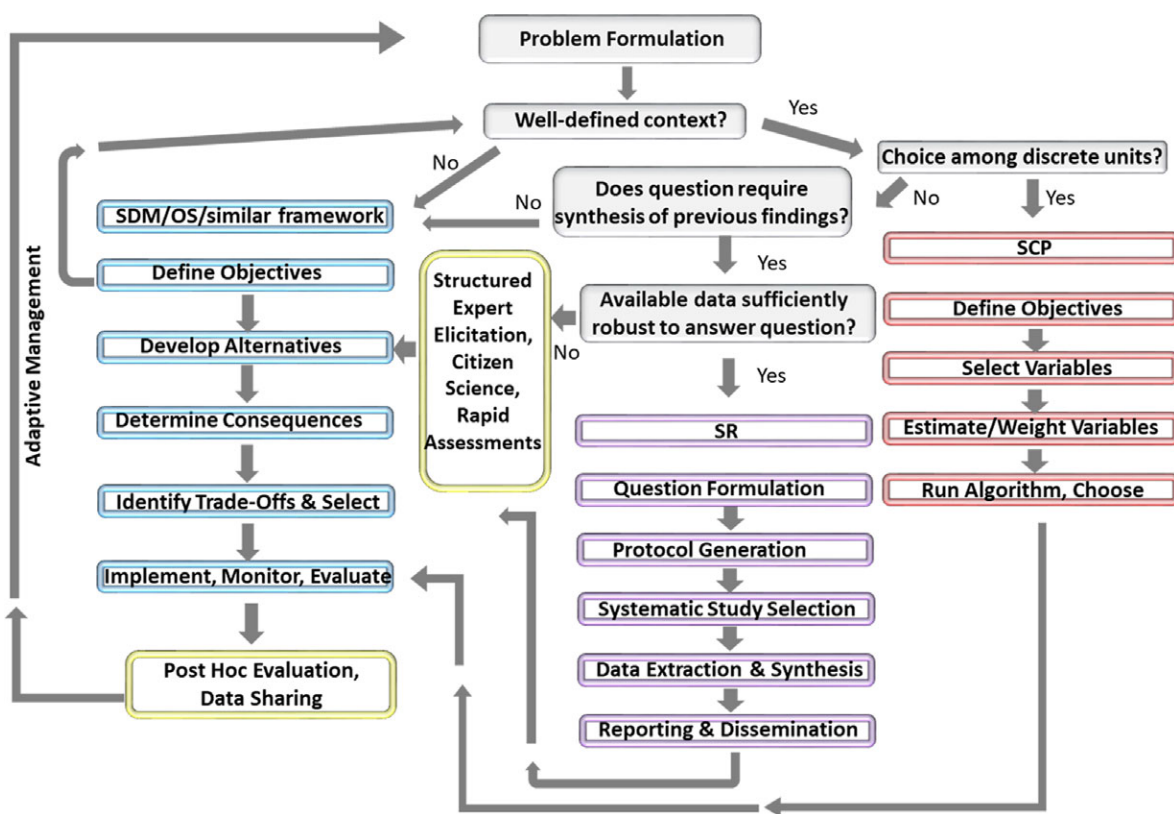 Problem Formulation
Well-defined context?
Yes
No
Choice among discrete units?
Does question require
synthesis of previous findings?
No
No
Yes
Yes
SDM/OS/similar framework
Define Objectives
Develop Alternatives
Determine Consequences
Identify Trade-Offs & Select
Implement, Monitor, Evaluate
Post Hoc Evaluation,
Data Sharing
Adaptive Management
Structured
Expert
Elicitation,
Citizen
Science,
Rapid
Assessments
Available data sufficiently
robust to answer question?
No
Yes
SR
Question Formulation
Protocol Generation
Systematic Study Selection
Data Extraction & Synthesis
Reporting & Dissemination
SCP
Define Objectives
Select Variables
Estimate/Weight Variables
Run Algorithm, Choose